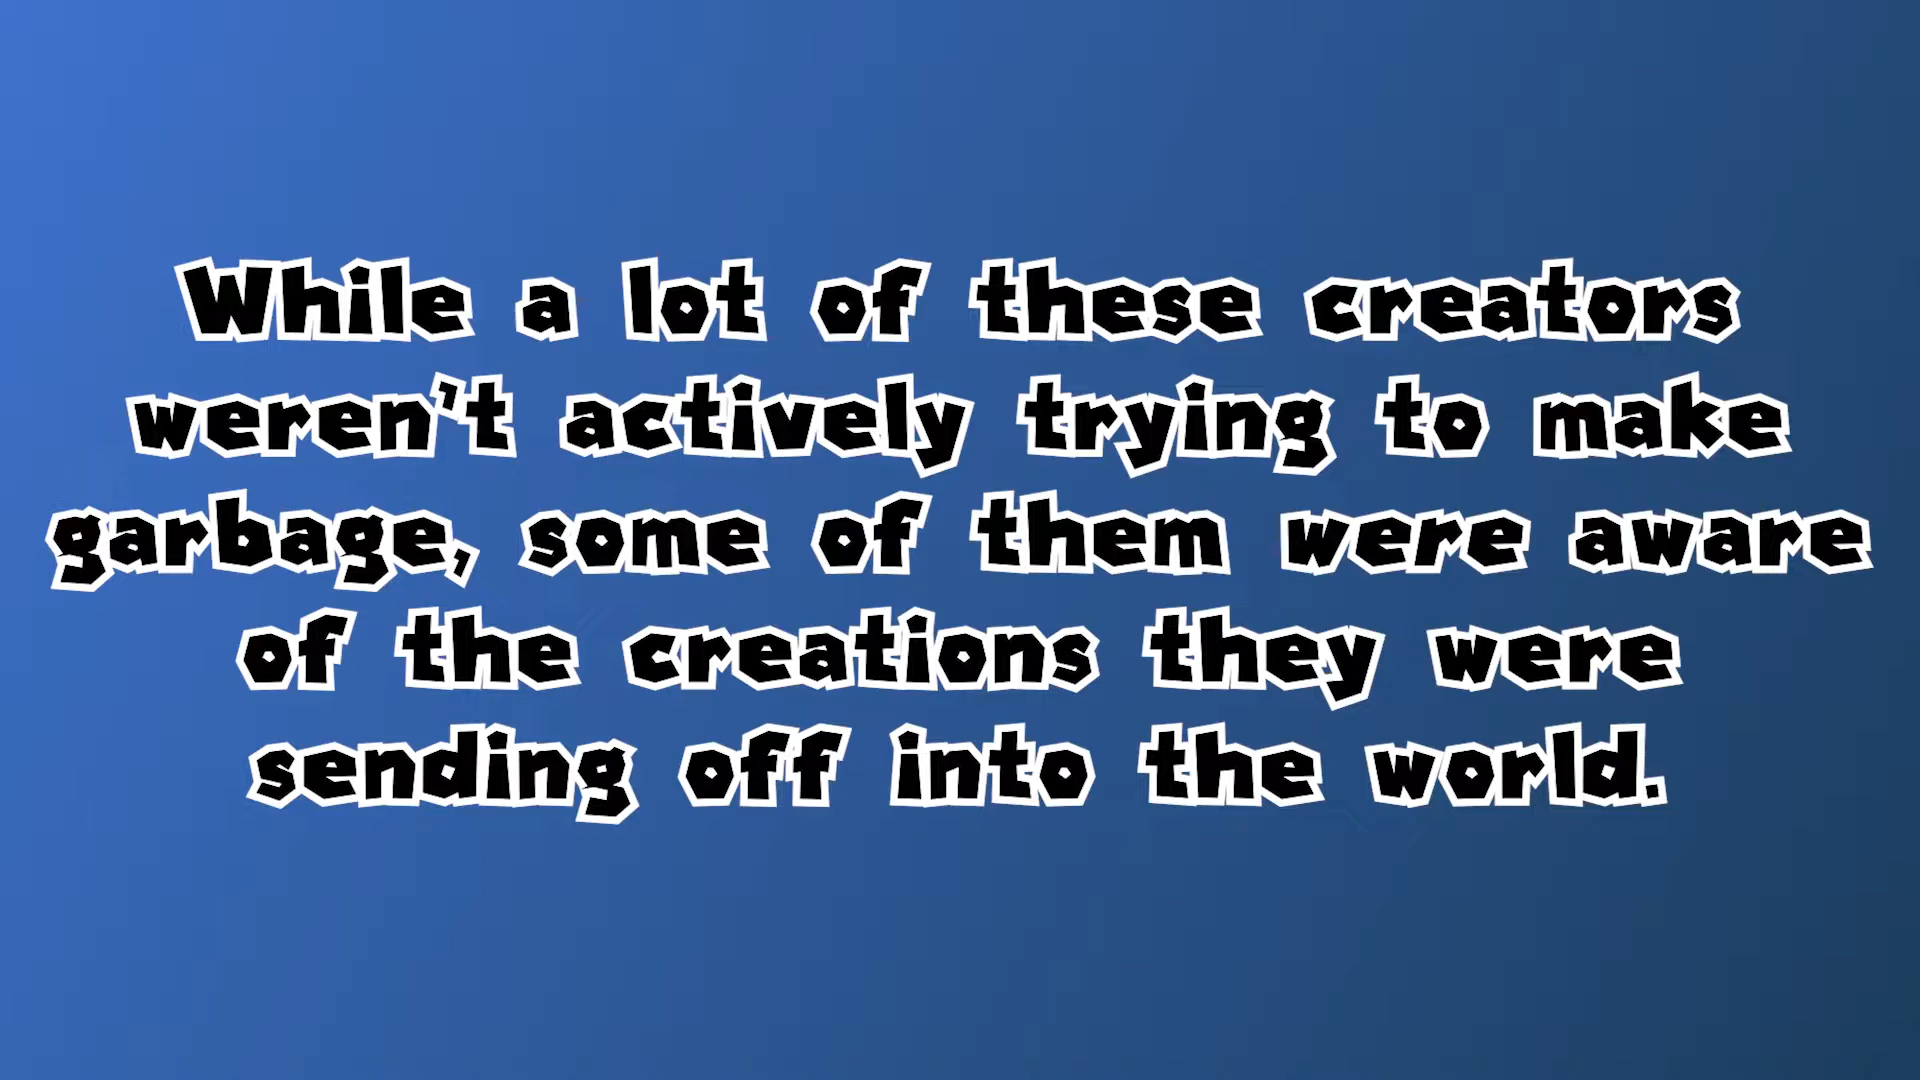 While a lot of these creators
weren't actively trying to make
garbage, some of them were aware
of the creations they were
sending off into the world.